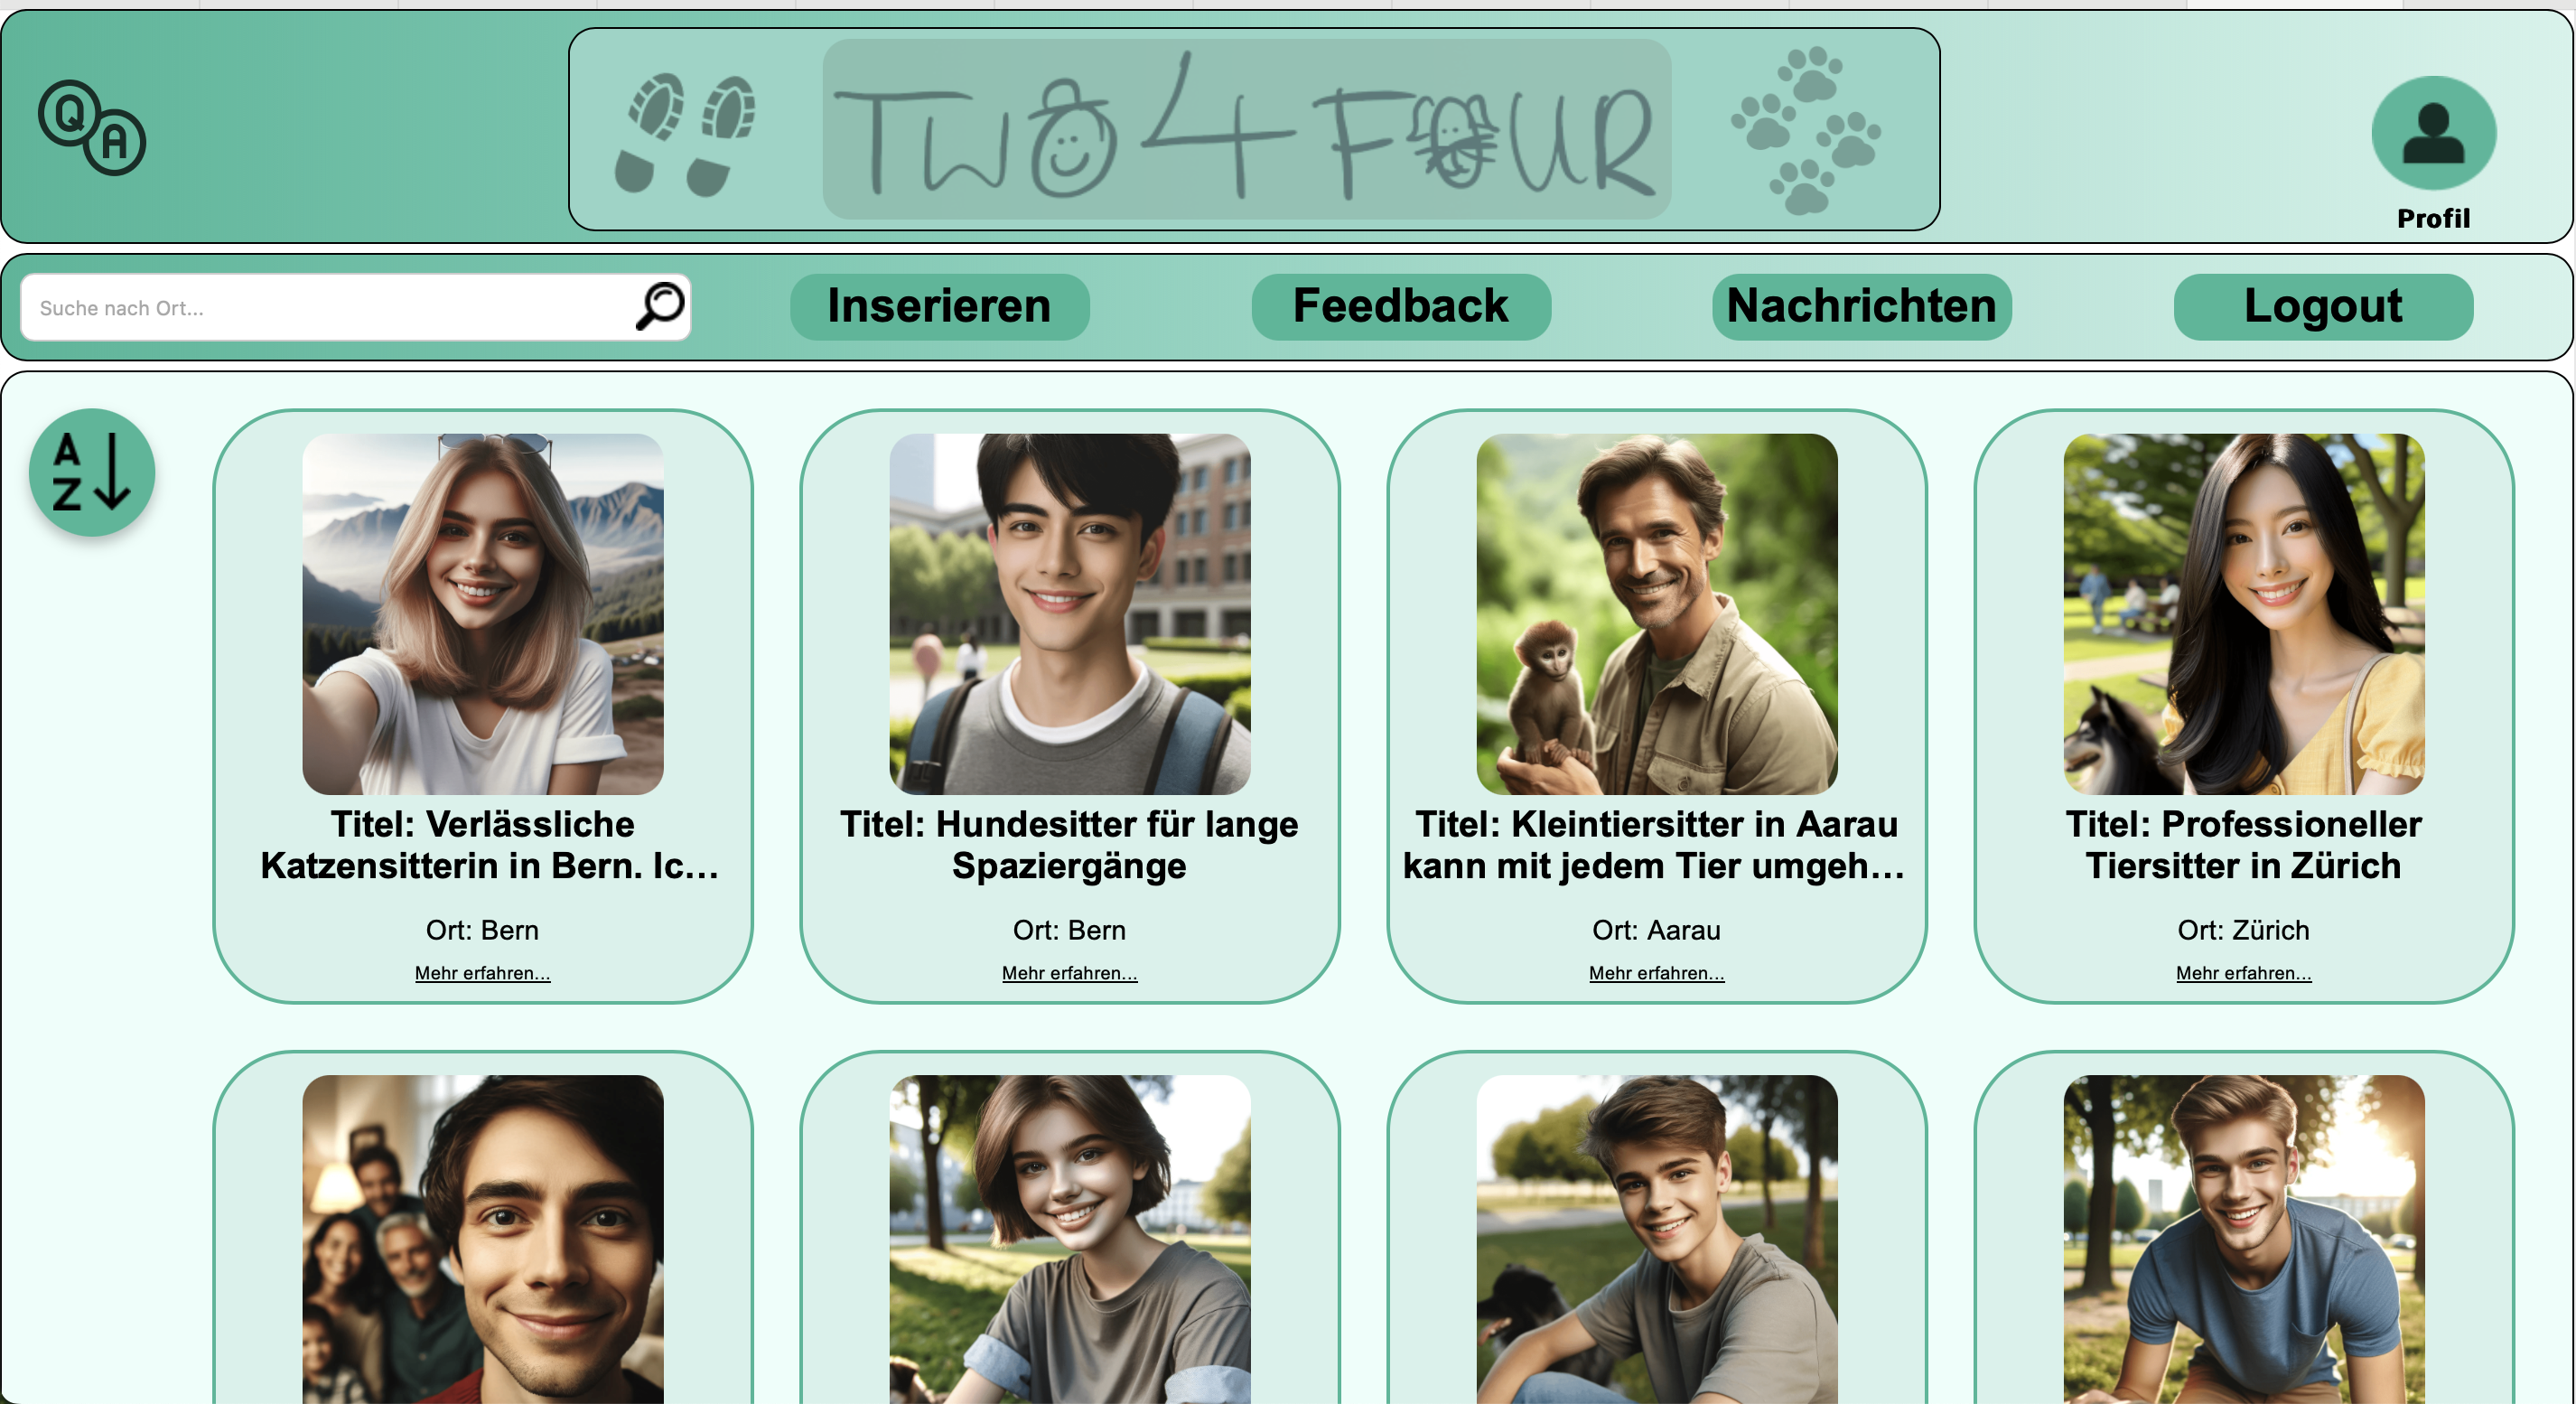 Q
A
TWO 4 FOUR
Profil
Suche nach Ort...
Inserieren
Feedback
Nachrichten
Logout
A
Z
Titel: Verlässliche
Katzensitterin in Bern. Ic...
Ort: Bern
Mehr erfahren...
Titel: Hundesitter für lange
Spaziergänge
Ort: Bern
Mehr erfahren...
Titel: Kleintiersitter in Aarau
kann mit jedem Tier umgeh...
Ort: Aarau
Mehr erfahren...
Titel: Professioneller
Tiersitter in Zürich
Ort: Zürich
Mehr erfahren...